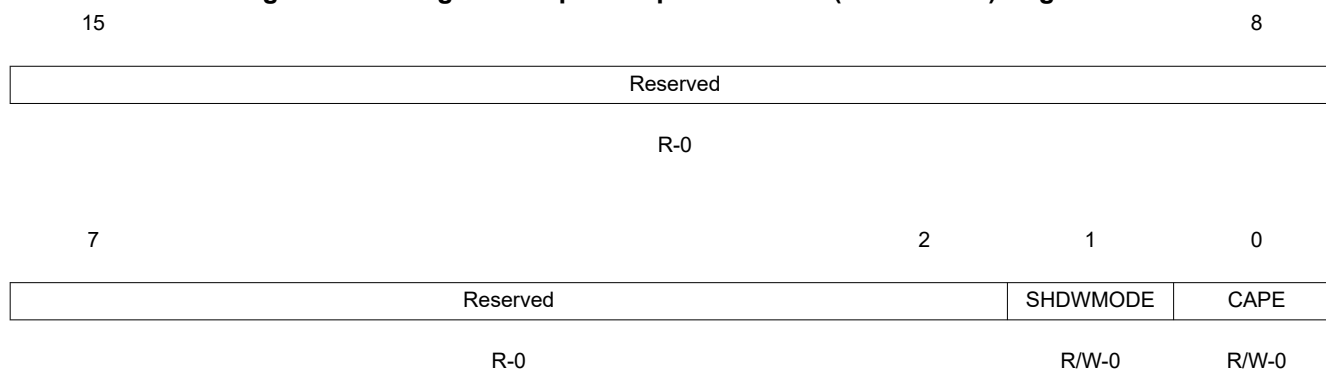 15 8
Reserved
R-0
7 2 1 0
Reserved SHDWMODE CAPE
R-0 R/W-0 R/W-0